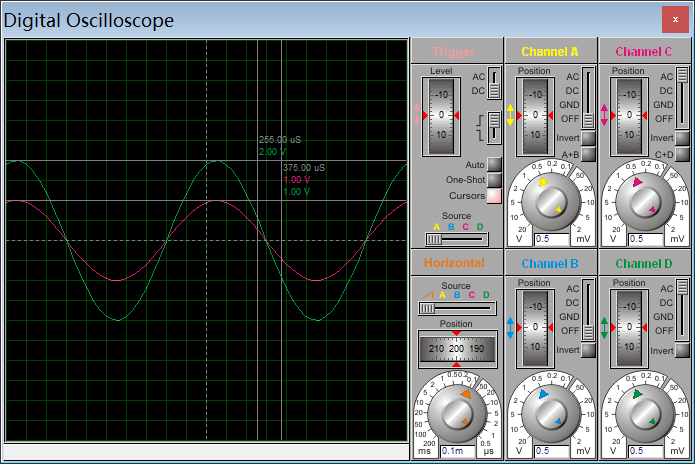 Digital Oscilloscope
x
255.00 uS
2.00 V
375.00 uS
1.00 V
1.00 V
Trigger
Level
-10
0
10
AC
DC
Auto
One-Shot
Cursors
Source
A B C D
Channel A
Position
-10
0
10
AC
DC
GND
OFF
Invert
A+B
20
10
5
2
1
0.5
0.2
0.1
50
20
10
5
2
V
0.5
mV
Channel C
Position
-10
0
10
AC
DC
GND
OFF
Invert
C+D
20
10
5
2
1
0.5
0.2
0.1
50
20
10
5
2
V
0.5
mV
Horizontal
Source
A B C D
Position
210 200 190
200
100
50
20
10
5
2
1
0.5
0.2
0.1
50
20
10
5
2
1
0.5
ms
0.1m
µs
Channel B
Position
-10
0
10
AC
DC
GND
OFF
Invert
20
10
5
2
1
0.5
0.2
0.1
50
20
10
5
2
V
0.5
mV
Channel D
Position
-10
0
10
AC
DC
GND
OFF
Invert
20
10
5
2
1
0.5
0.2
0.1
50
20
10
5
2
V
0.5
mV